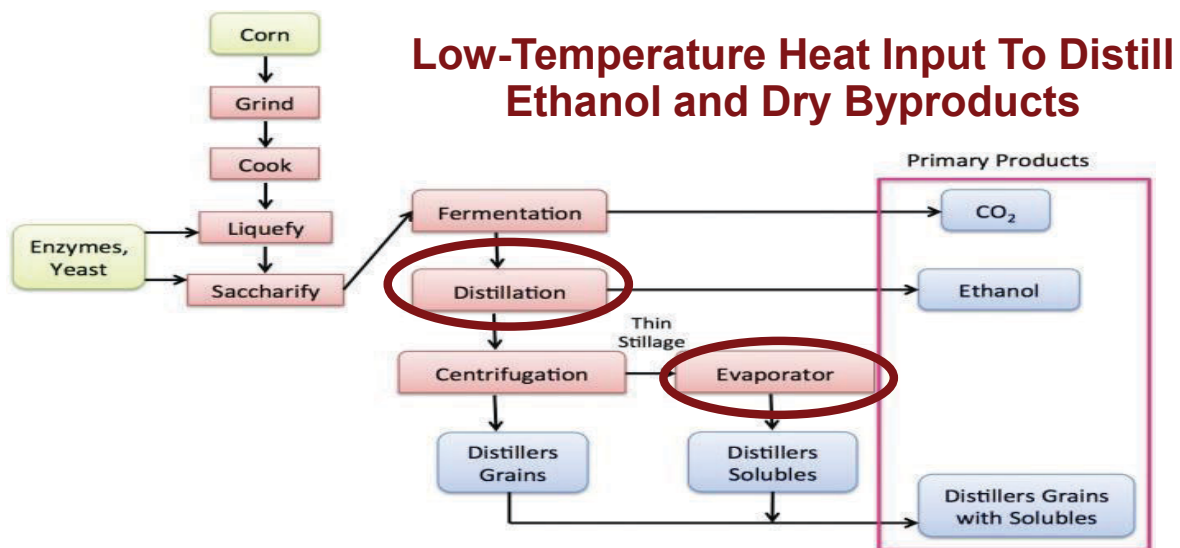 Low-Temperature Heat Input To Distill
Ethanol and Dry Byproducts
Corn
Grind
Cook
Liquefy
Enzymes,
Yeast
Saccharify
Fermentation
Distillation
Thin
Stillage
Centrifugation
Evaporator
Distillers
Grains
Distillers
Solubles
Primary Products
CO₂
Ethanol
Distillers Grains
with Solubles